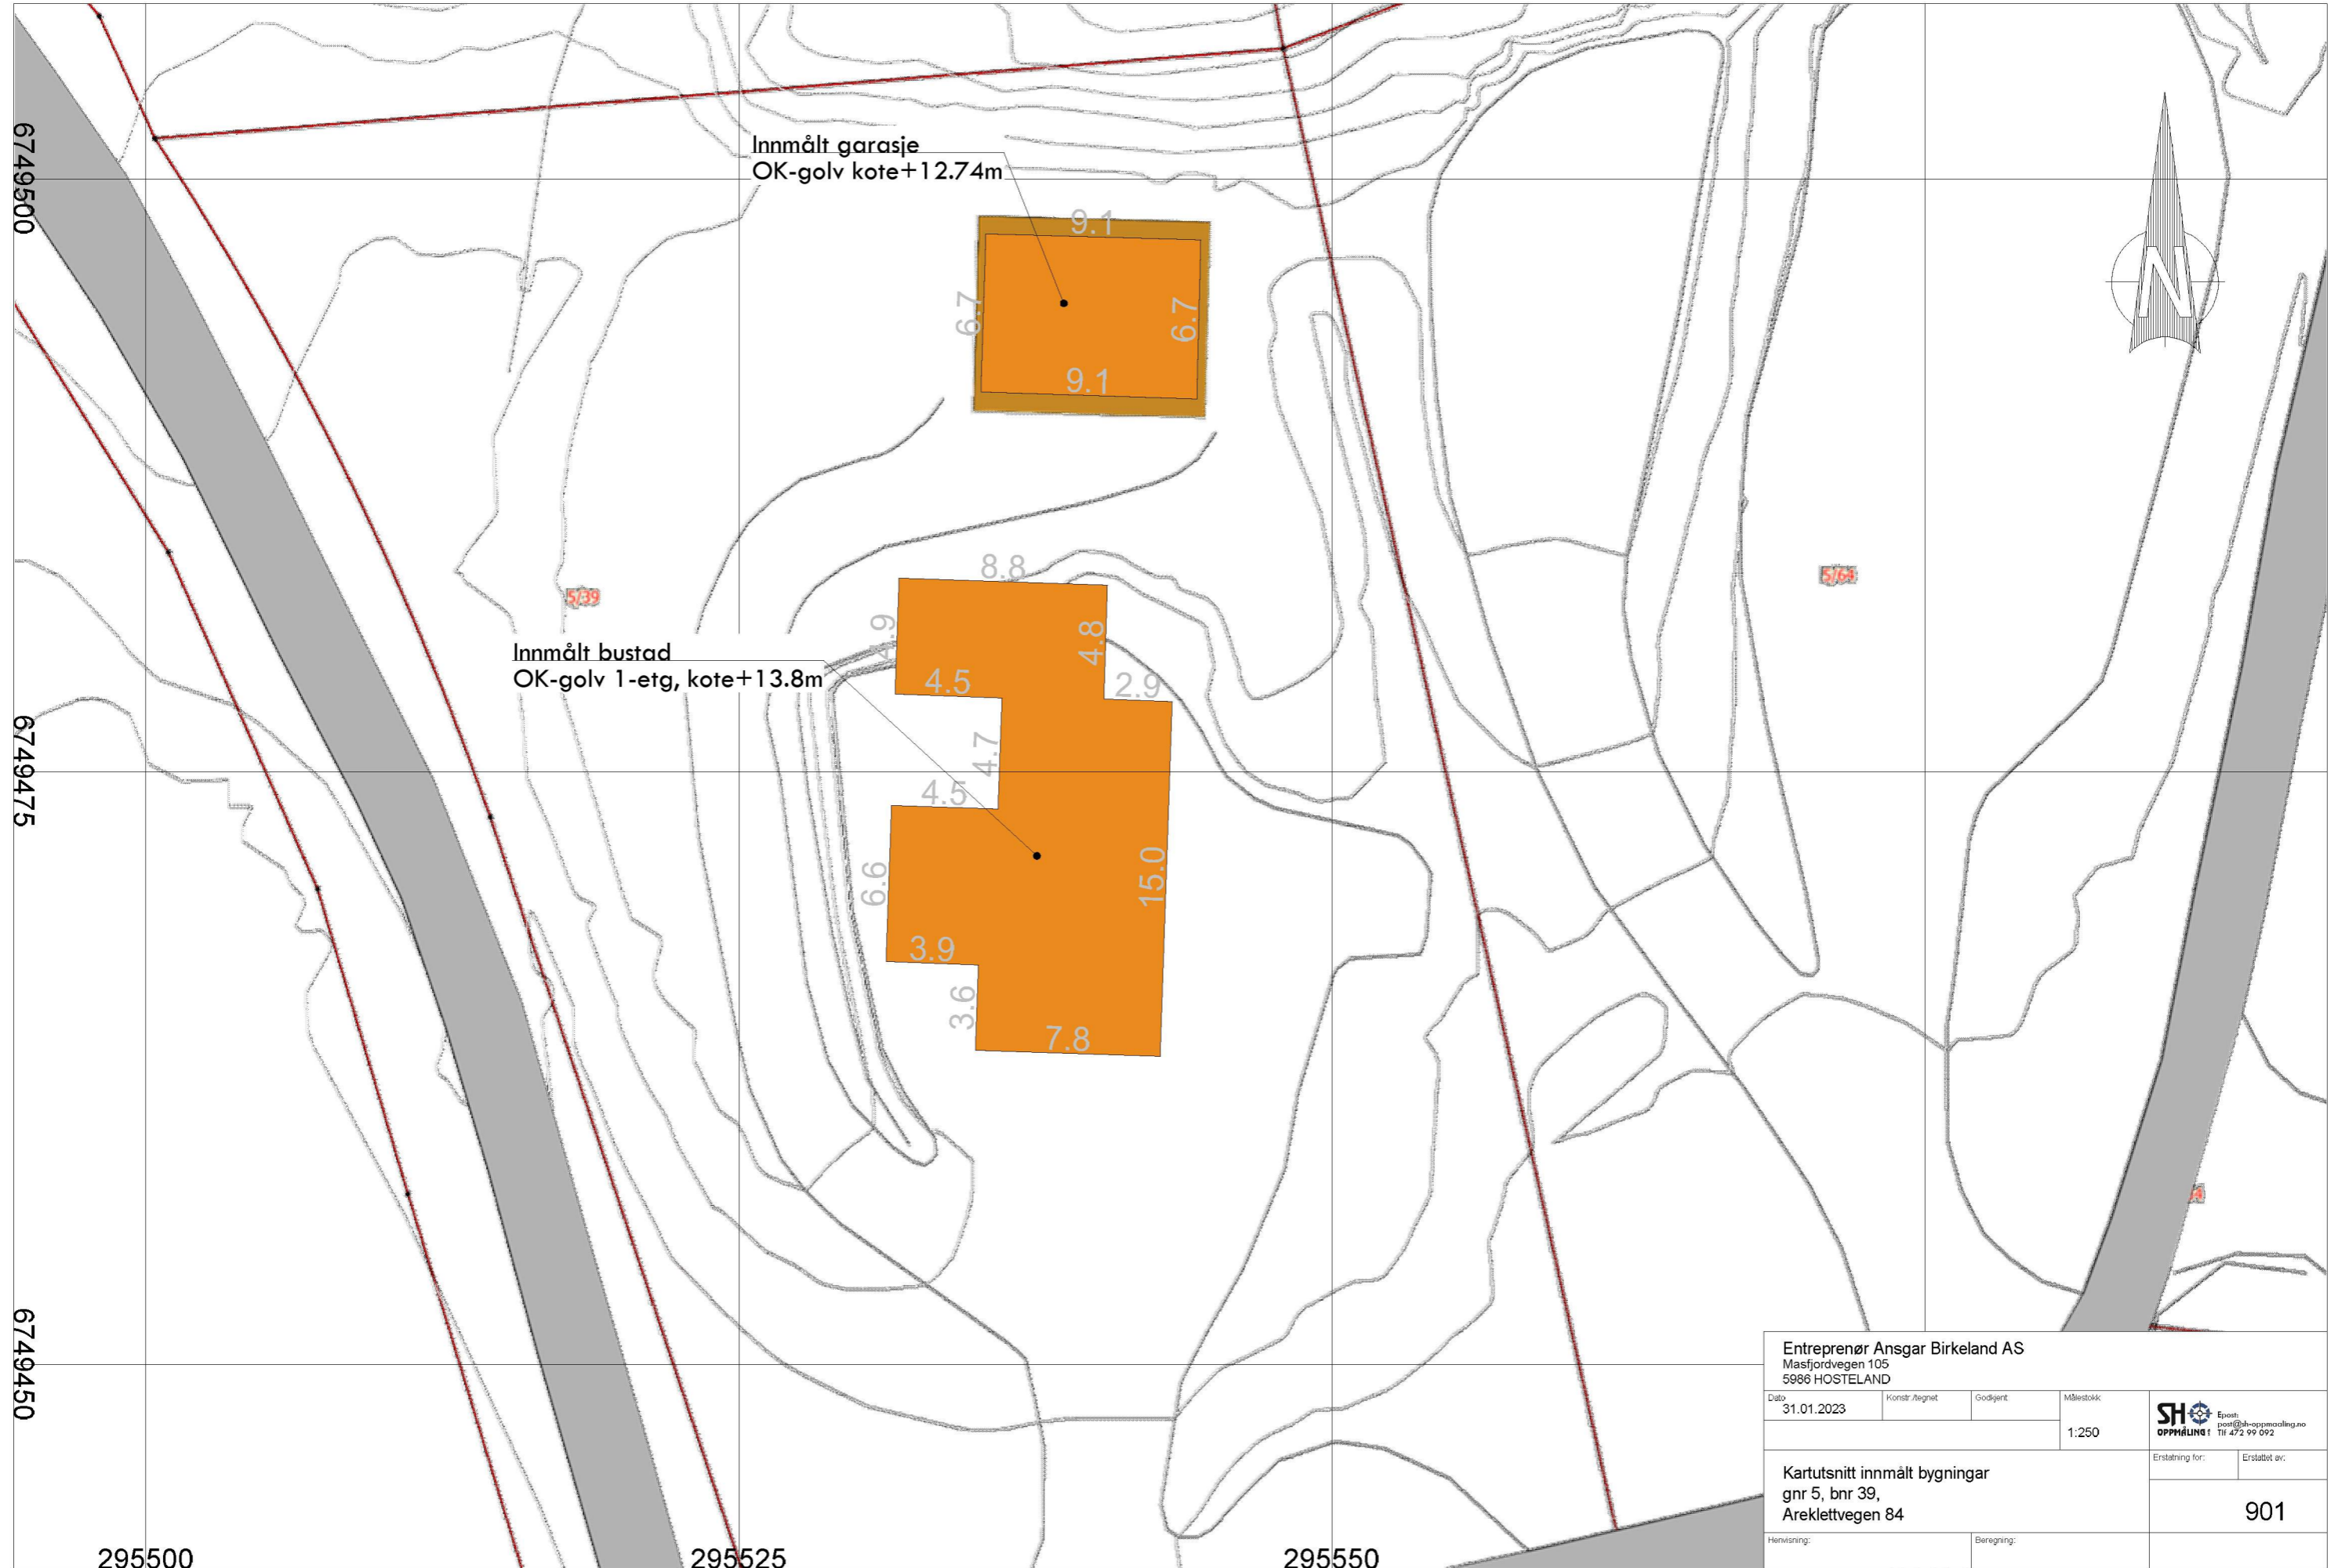 6749500
Innmålt garasje
OK-golv kote+12.74m
9.1
6.7
6.7
9.1
N
5/39
5/64
8.8
4.9
4.8
Innmålt bustad
OK-golv 1-etg, kote+13.8m
4.5
2.9
4.7
6749475
4.5
6.6
15.0
3.9
3.6
7.8
6749450
Entreprenør Ansgar Birkeland AS
Masfjordvegen 105
5986 HOSTELAND
Dato
31.01.2023
Konstr./tegnet
Godkjent
Målestokk
1:250
SH
OPPMÅLING
Epost:
post@sh-oppmaaling.no
Tlf 472 99 092
Kartutsnitt innmålt bygningar
gnr 5, bnr 39,
Areklettvegen 84
Erstatning for:
Erstattet av:
901
Henvisning:
Beregning:
295500
295525
295550